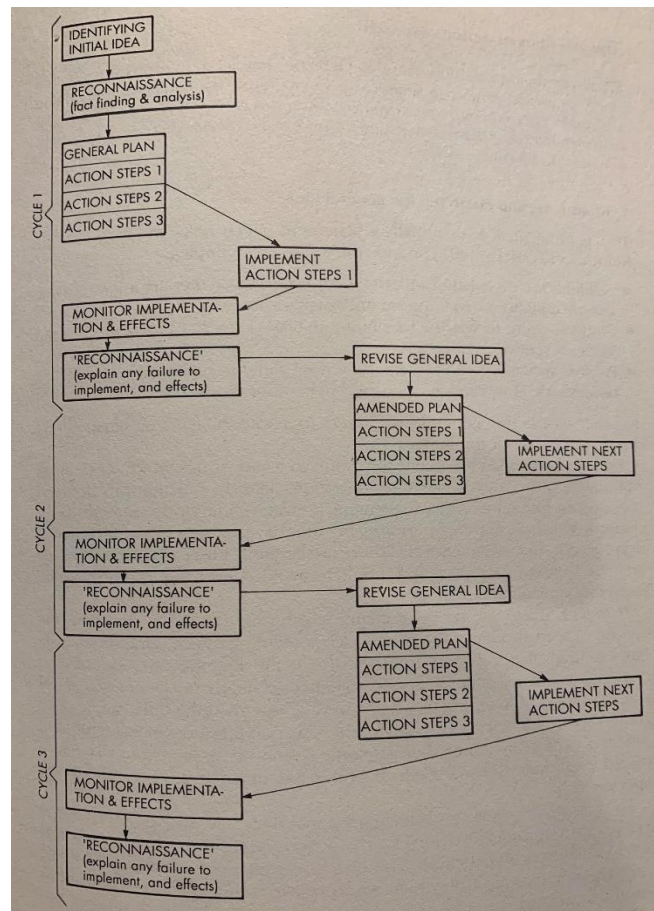 IDENTIFYING
INITIAL IDEA
RECONNAISSANCE
(fact finding & analysis)
GENERAL PLAN
ACTION STEPS 1
ACTION STEPS 2
ACTION STEPS 3
CYCLE 1
IMPLEMENT
ACTION STEPS 1
MONITOR IMPLEMENTA-
TION & EFFECTS
'RECONNAISSANCE'
(explain any failure to
implement, and effects)
REVISE GENERAL IDEA
AMENDED PLAN
ACTION STEPS 1
ACTION STEPS 2
ACTION STEPS 3
IMPLEMENT NEXT
ACTION STEPS
CYCLE 2
MONITOR IMPLEMENTA-
TION & EFFECTS
'RECONNAISSANCE'
(explain any failure to
implement, and effects)
REVISE GENERAL IDEA
AMENDED PLAN
ACTION STEPS 1
ACTION STEPS 2
ACTION STEPS 3
IMPLEMENT NEXT
ACTION STEPS
CYCLE 3
MONITOR IMPLEMENTA-
TION & EFFECTS
'RECONNAISSANCE'
(explain any failure to
implement, and effects)